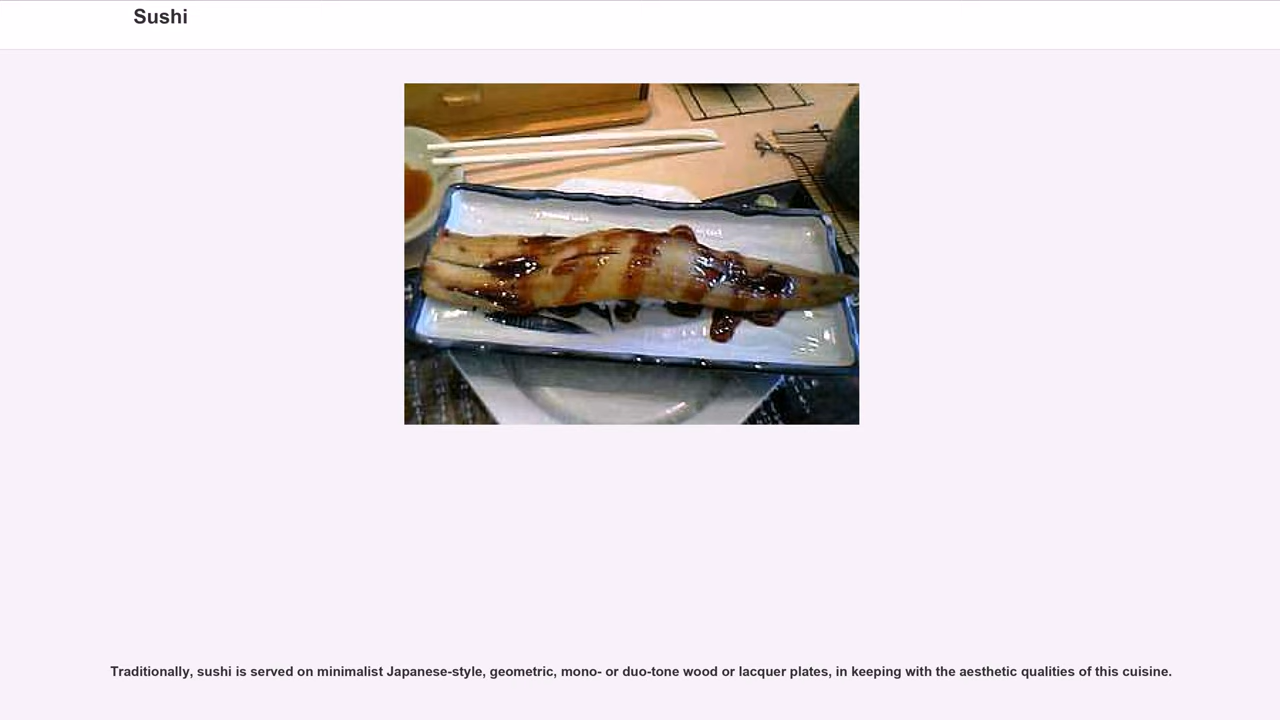 Sushi
Traditionally, sushi is served on minimalist Japanese-style, geometric, mono- or duo-tone wood or lacquer plates, in keeping with the aesthetic qualities of this cuisine.